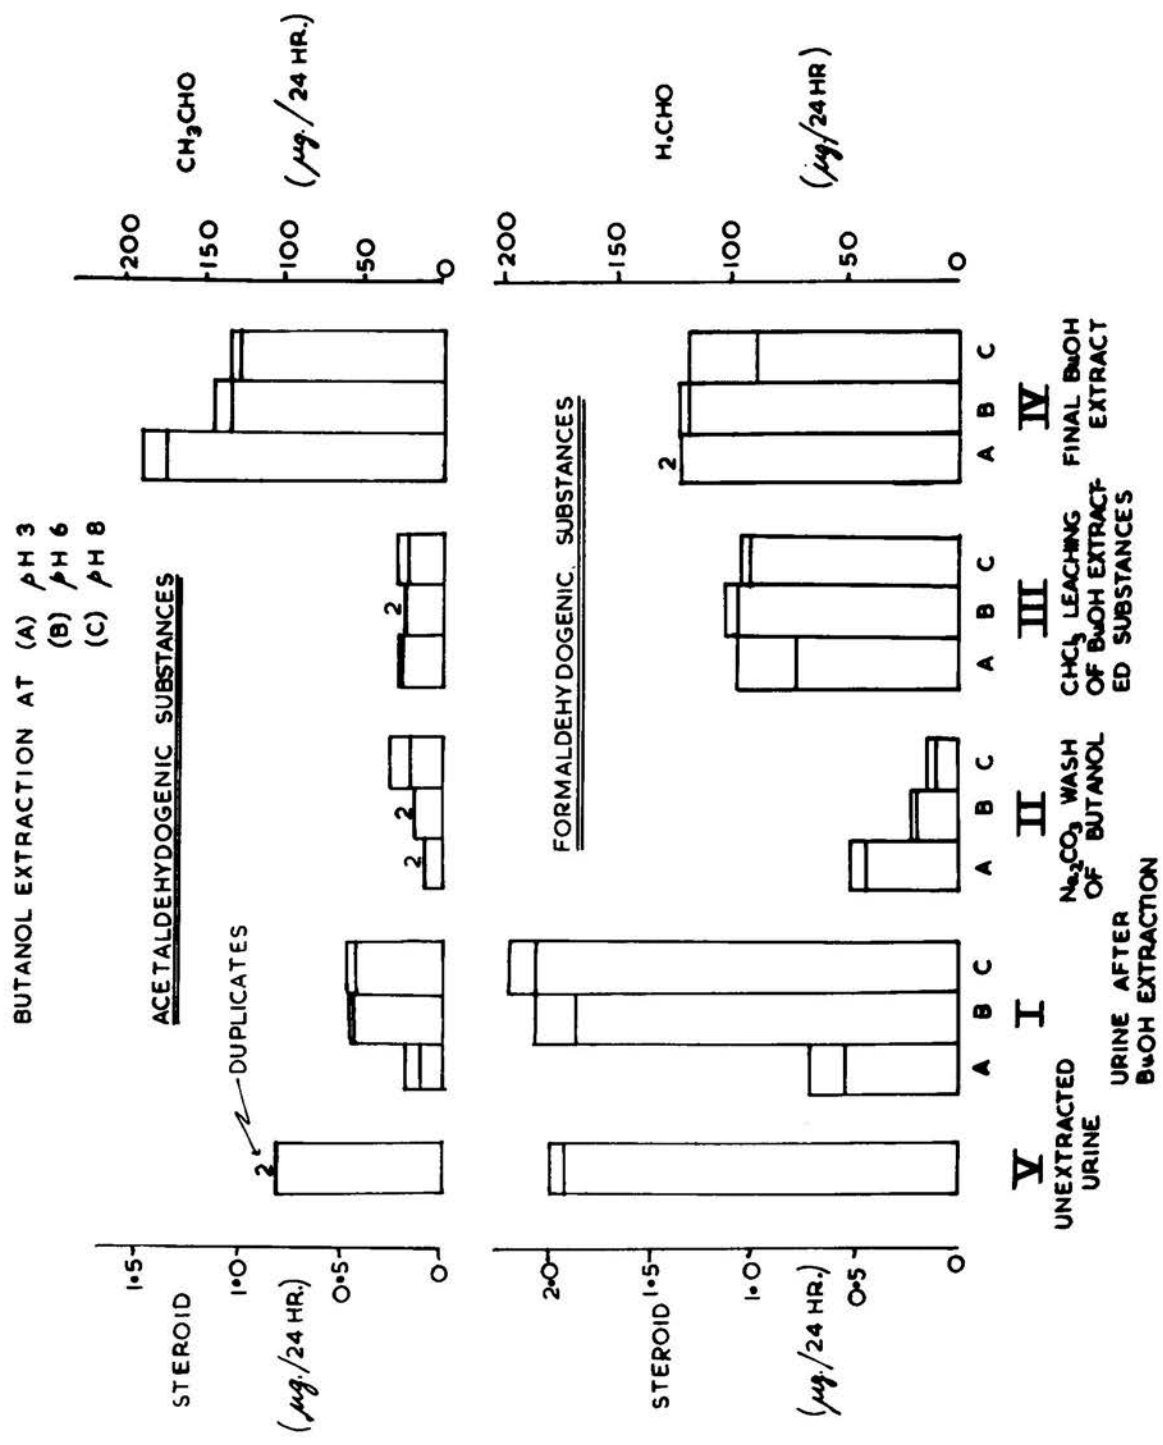 BUTANOL EXTRACTION AT (A) pH 3
(B) pH 6
(C) pH 8
ACETALDEHYDOGENIC SUBSTANCES
STEROID
(µg./24 HR.)
1.5
1.0
0.5
0
2
DUPLICATES
2
2
2
CH3CHO
(µg./24 HR.)
200
150
100
50
0
FORMALDEHYDOGENIC SUBSTANCES
STEROID
(µg./24 HR.)
2.0
1.5
1.0
0.5
0
2
H.CHO
(µg/24HR)
200
150
100
50
0
A B C A B C A B C A B C
V I II III IV
UNEXTRACTED
URINE
URINE AFTER
BuOH EXTRACTION
Na2CO3 WASH
OF BUTANOL
CHCl3 LEACHING
OF BuOH EXTRACT-
ED SUBSTANCES
FINAL BuOH
EXTRACT